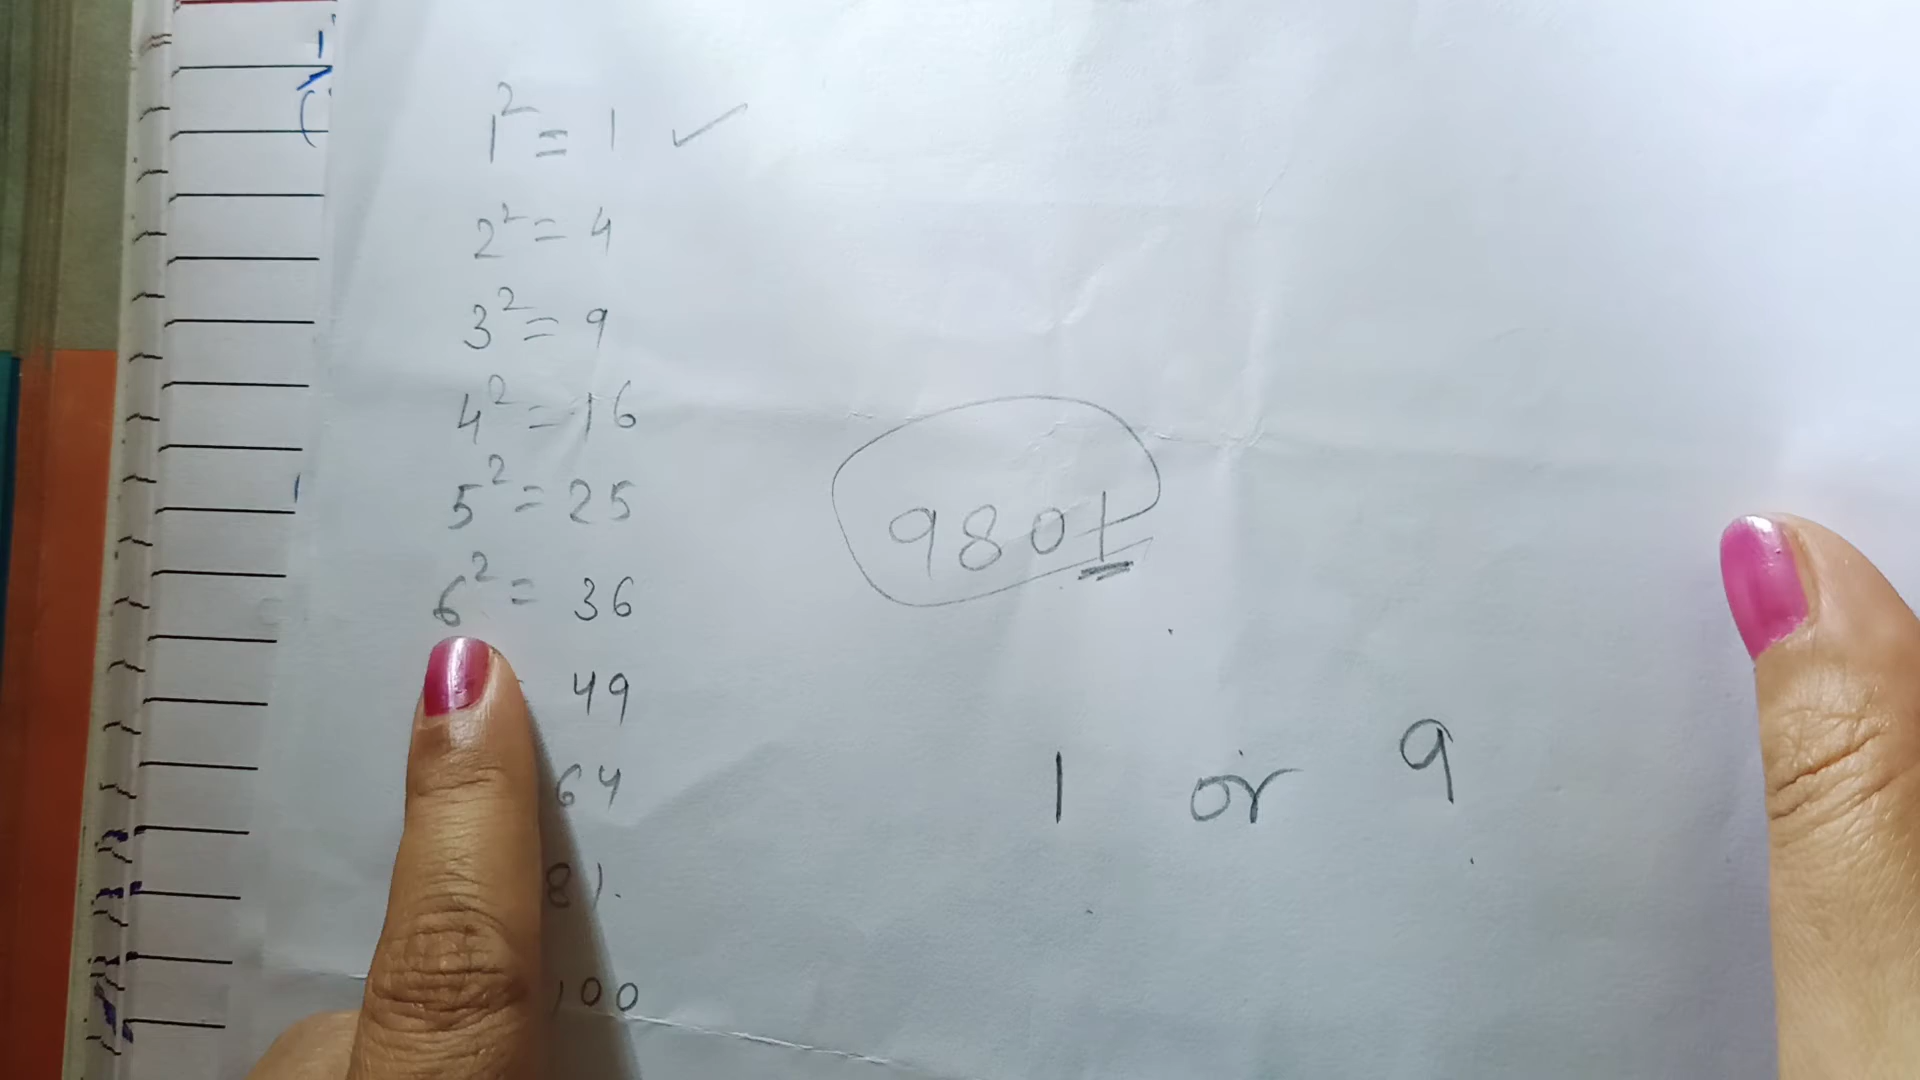 1² = 1 ✓
2² = 4
3² = 9
4² = 16
5² = 25
6² = 36
49
64
81.
100
9801
1 or 9